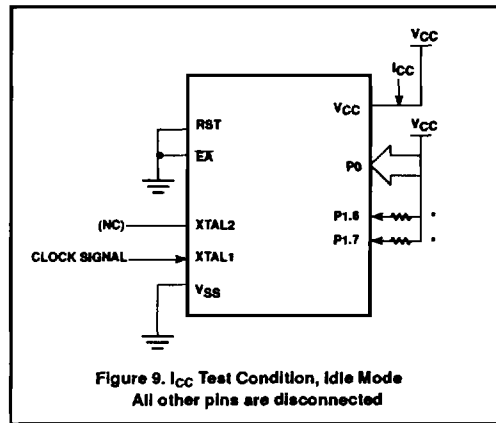 VCC
ICC
VCC
RST
EA
VCC
P0
P1.6
P1.7
*
*
(NC)
XTAL2
CLOCK SIGNAL
XTAL1
VSS
Figure 9. ICC Test Condition, Idle Mode
All other pins are disconnected